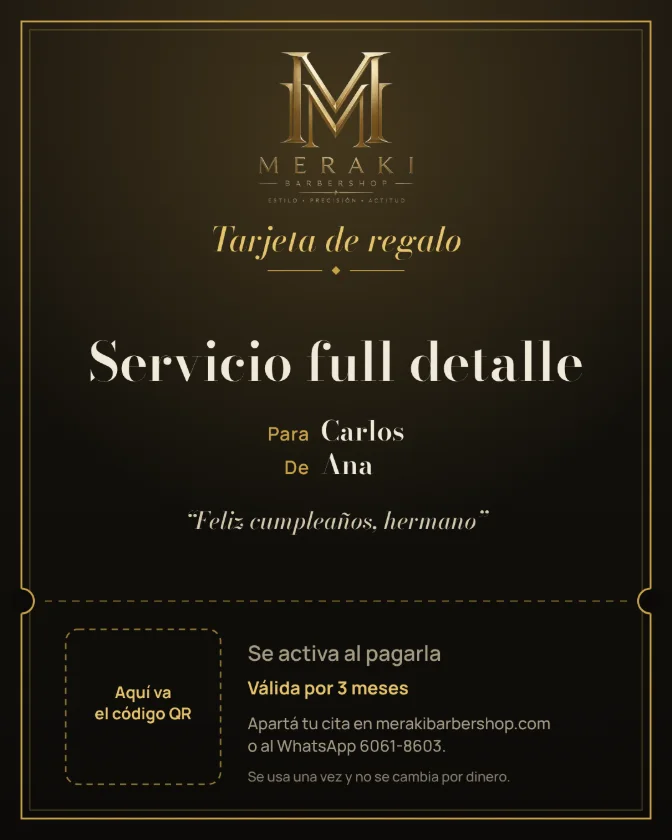 MERAKI
BARBERSHOP
ESTILO • PRECISIÓN • ACTITUD
Tarjeta de regalo
Servicio full detalle
Para Carlos
De Ana
“Feliz cumpleaños, hermano”
Se activa al pagarla
Válida por 3 meses
Aquí va
el código QR
Apartá tu cita en merakibarbershop.com
o al WhatsApp 6061-8603.
Se usa una vez y no se cambia por dinero.